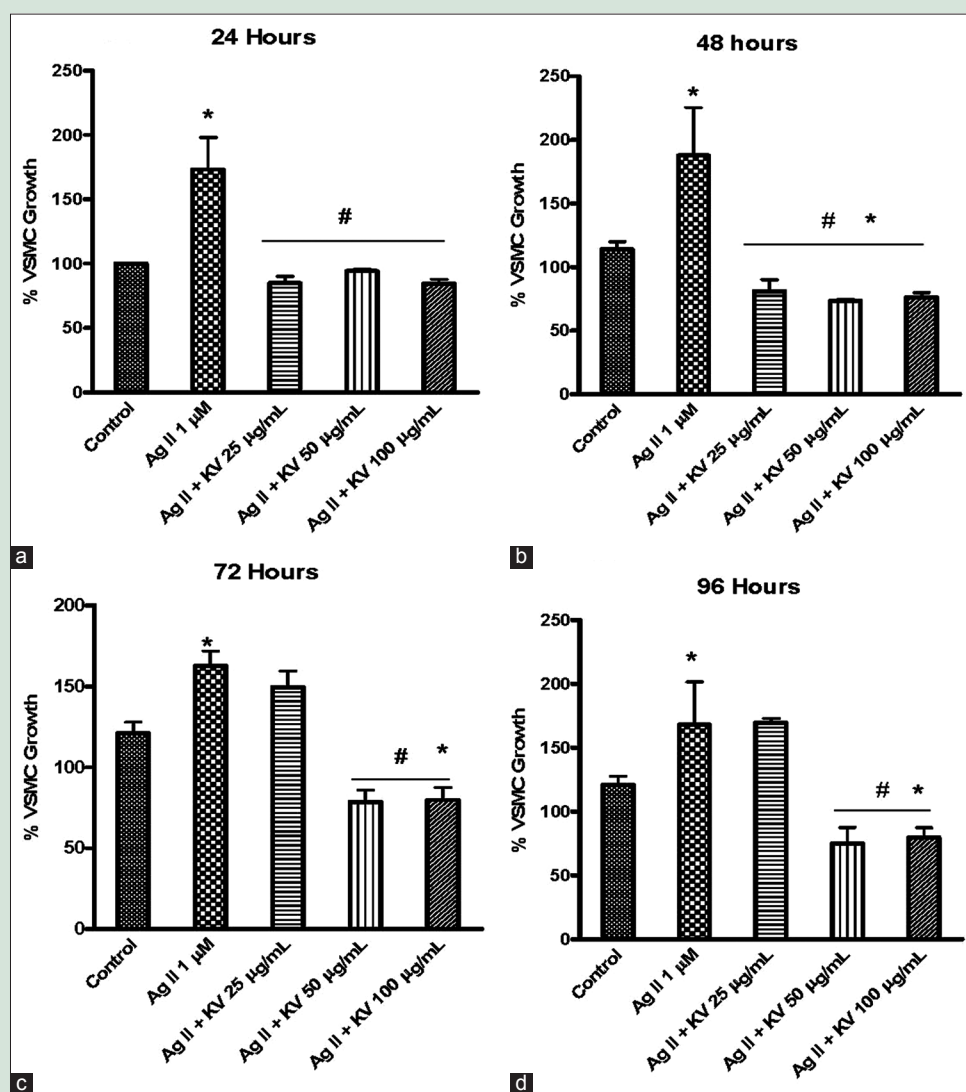 24 Hours
% VSMC Growth
250
200
150
100
50
0
*
#
Control
Ag II 1 µM
Ag II + KV 25 µg/mL
Ag II + KV 50 µg/mL
Ag II + KV 100 µg/mL
a
48 hours
% VSMC Growth
250
200
150
100
50
0
*
# *
Control
Ag II 1 µM
Ag II + KV 25 µg/mL
Ag II + KV 50 µg/mL
Ag II + KV 100 µg/mL
b
72 Hours
% VSMC Growth
200
150
100
50
0
*
# *
Control
Ag II 1 µM
Ag II + KV 25 µg/mL
Ag II + KV 50 µg/mL
Ag II + KV 100 µg/mL
c
96 Hours
% VSMC Growth
250
200
150
100
50
0
*
# *
Control
Ag II 1 µM
Ag II + KV 25 µg/mL
Ag II + KV 50 µg/mL
Ag II + KV 100 µg/mL
d